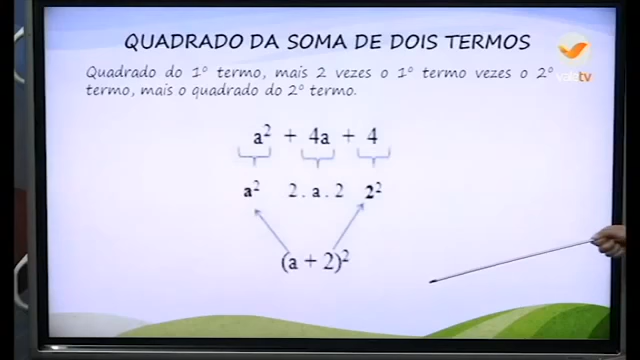 QUADRADO DA SOMA DE DOIS TERMOS
Quadrado do 1º termo, mais 2 vezes o 1º termo vezes o 2º
termo, mais o quadrado do 2º termo.
a² + 4a + 4
a² 2 . a . 2 2²
(a + 2)²
valetv